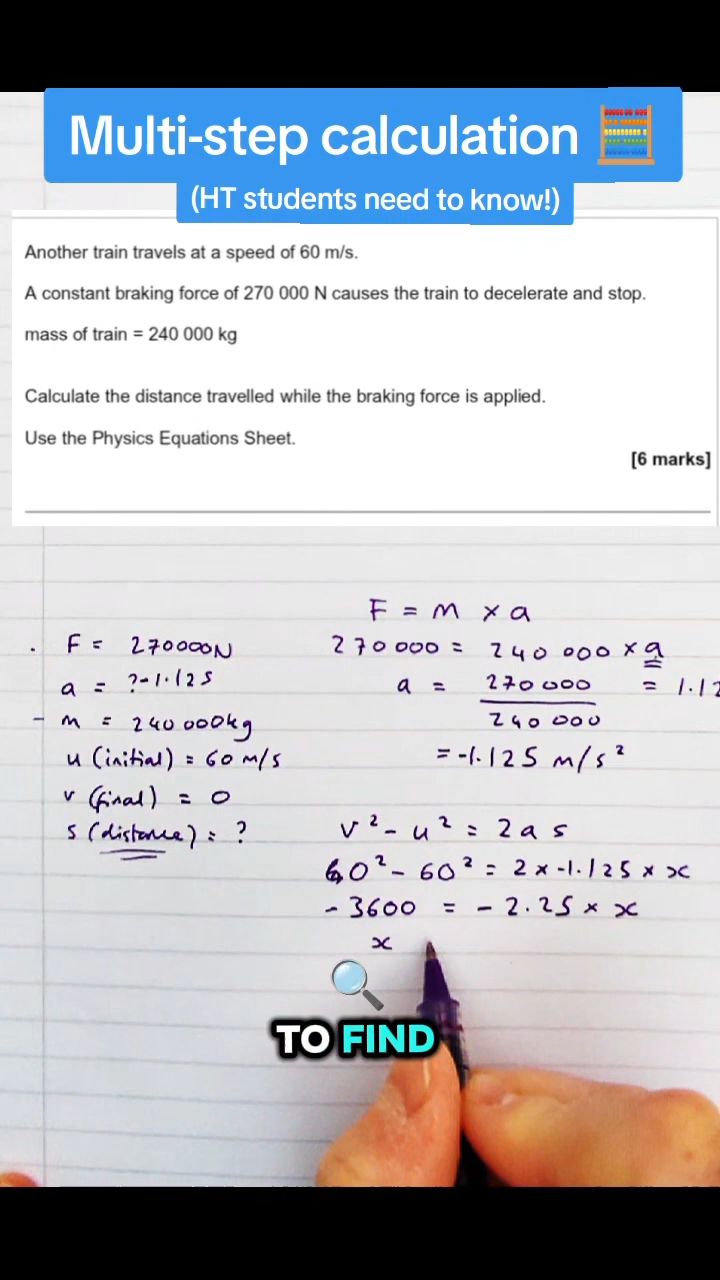 Multi-step calculation
(HT students need to know!)
Another train travels at a speed of 60 m/s.
A constant braking force of 270 000 N causes the train to decelerate and stop.
mass of train = 240 000 kg
Calculate the distance travelled while the braking force is applied.
Use the Physics Equations Sheet.
[6 marks]
F = 270000N
a = ?-1.125
m = 240 000kg
u (initial) = 60 m/s
v (final) = 0
s (distance) = ?
F = m x a
270 000 = 240 000 x a
a = 270 000 = 1.12
240 000
= -1.125 m/s²
v² - u² = 2 a s
0² - 60² = 2 x -1.125 x x
- 3600 = - 2.25 x x
x
TO FIND